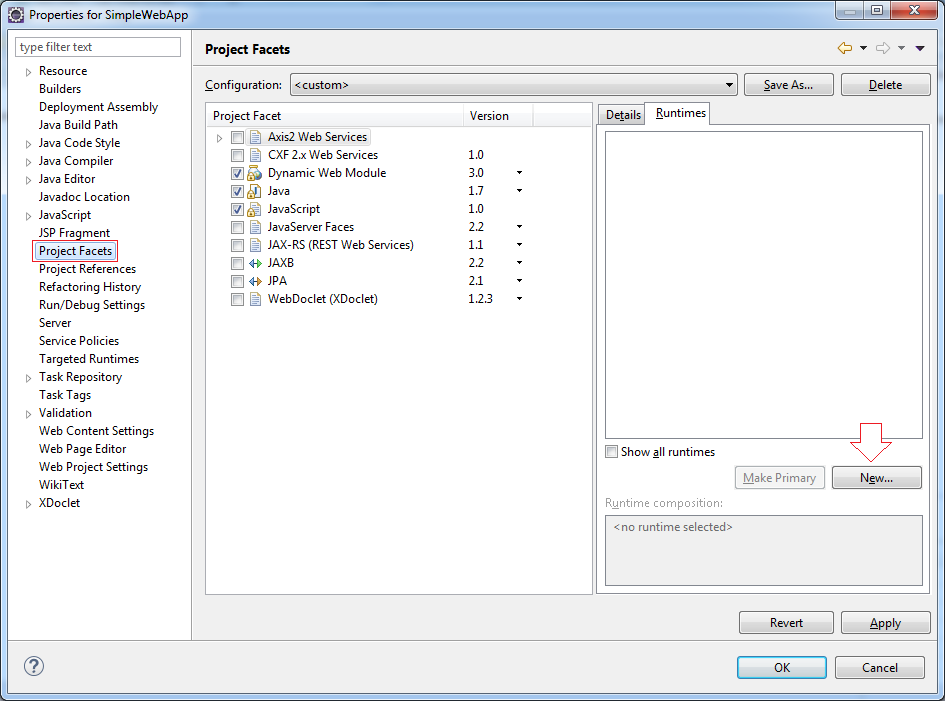 Properties for SimpleWebApp
type filter text
Resource
Builders
Deployment Assembly
Java Build Path
Java Code Style
Java Compiler
Java Editor
Javadoc Location
JavaScript
JSP Fragment
Project Facets
Project References
Refactoring History
Run/Debug Settings
Server
Service Policies
Targeted Runtimes
Task Repository
Task Tags
Validation
Web Content Settings
Web Page Editor
Web Project Settings
WikiText
XDoclet
Project Facets
Configuration: <custom> Save As... Delete
Project Facet Version
Axis2 Web Services
CXF 2.x Web Services 1.0
Dynamic Web Module 3.0
Java 1.7
JavaScript 1.0
JavaServer Faces 2.2
JAX-RS (REST Web Services) 1.1
JAXB 2.2
JPA 2.1
WebDoclet (XDoclet) 1.2.3
Details Runtimes
Show all runtimes
Make Primary New...
Runtime composition:
<no runtime selected>
Revert Apply
? OK Cancel